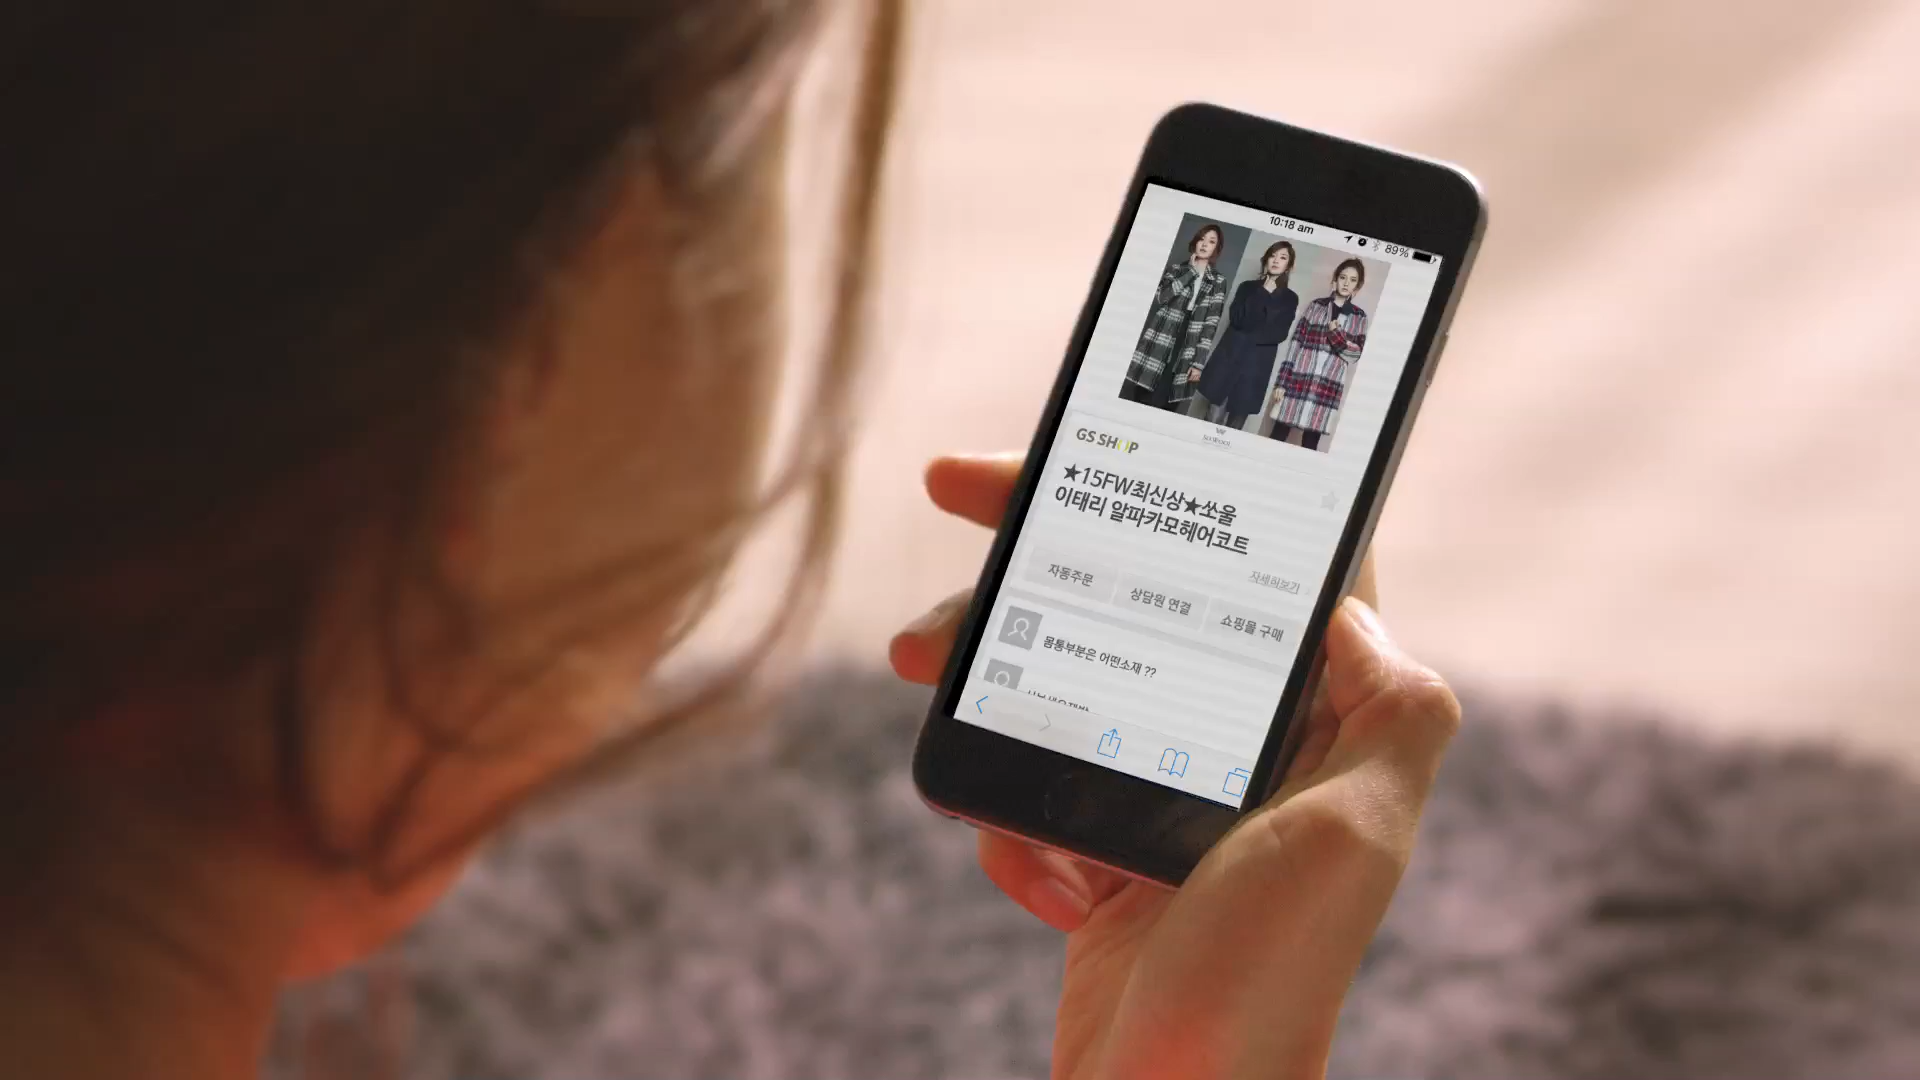 10:18 am
89%
GS SHOP
★15FW최신상★쏘울
이태리 알파카모헤어코트
자세히보기
자동주문
상담원 연결
쇼핑몰 구매
몸통부분은 어떤소재 ??